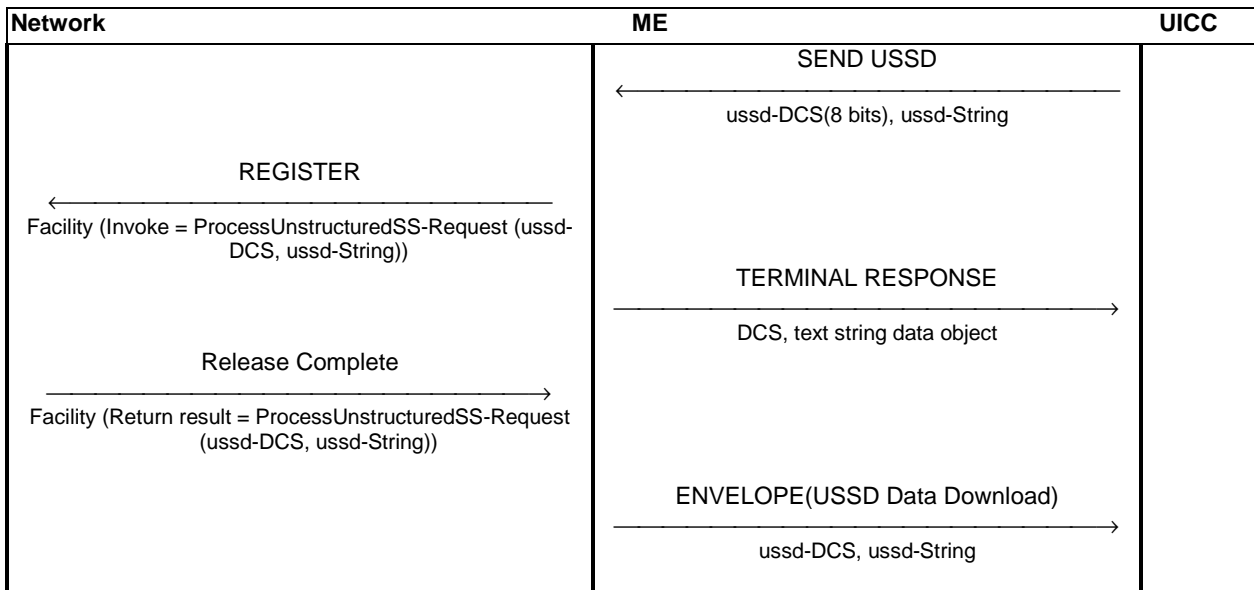 Network ME UICC
SEND USSD
ussd-DCS(8 bits), ussd-String
REGISTER
Facility (Invoke = ProcessUnstructuredSS-Request (ussd-
DCS, ussd-String))
TERMINAL RESPONSE
DCS, text string data object
Release Complete
Facility (Return result = ProcessUnstructuredSS-Request
(ussd-DCS, ussd-String))
ENVELOPE(USSD Data Download)
ussd-DCS, ussd-String